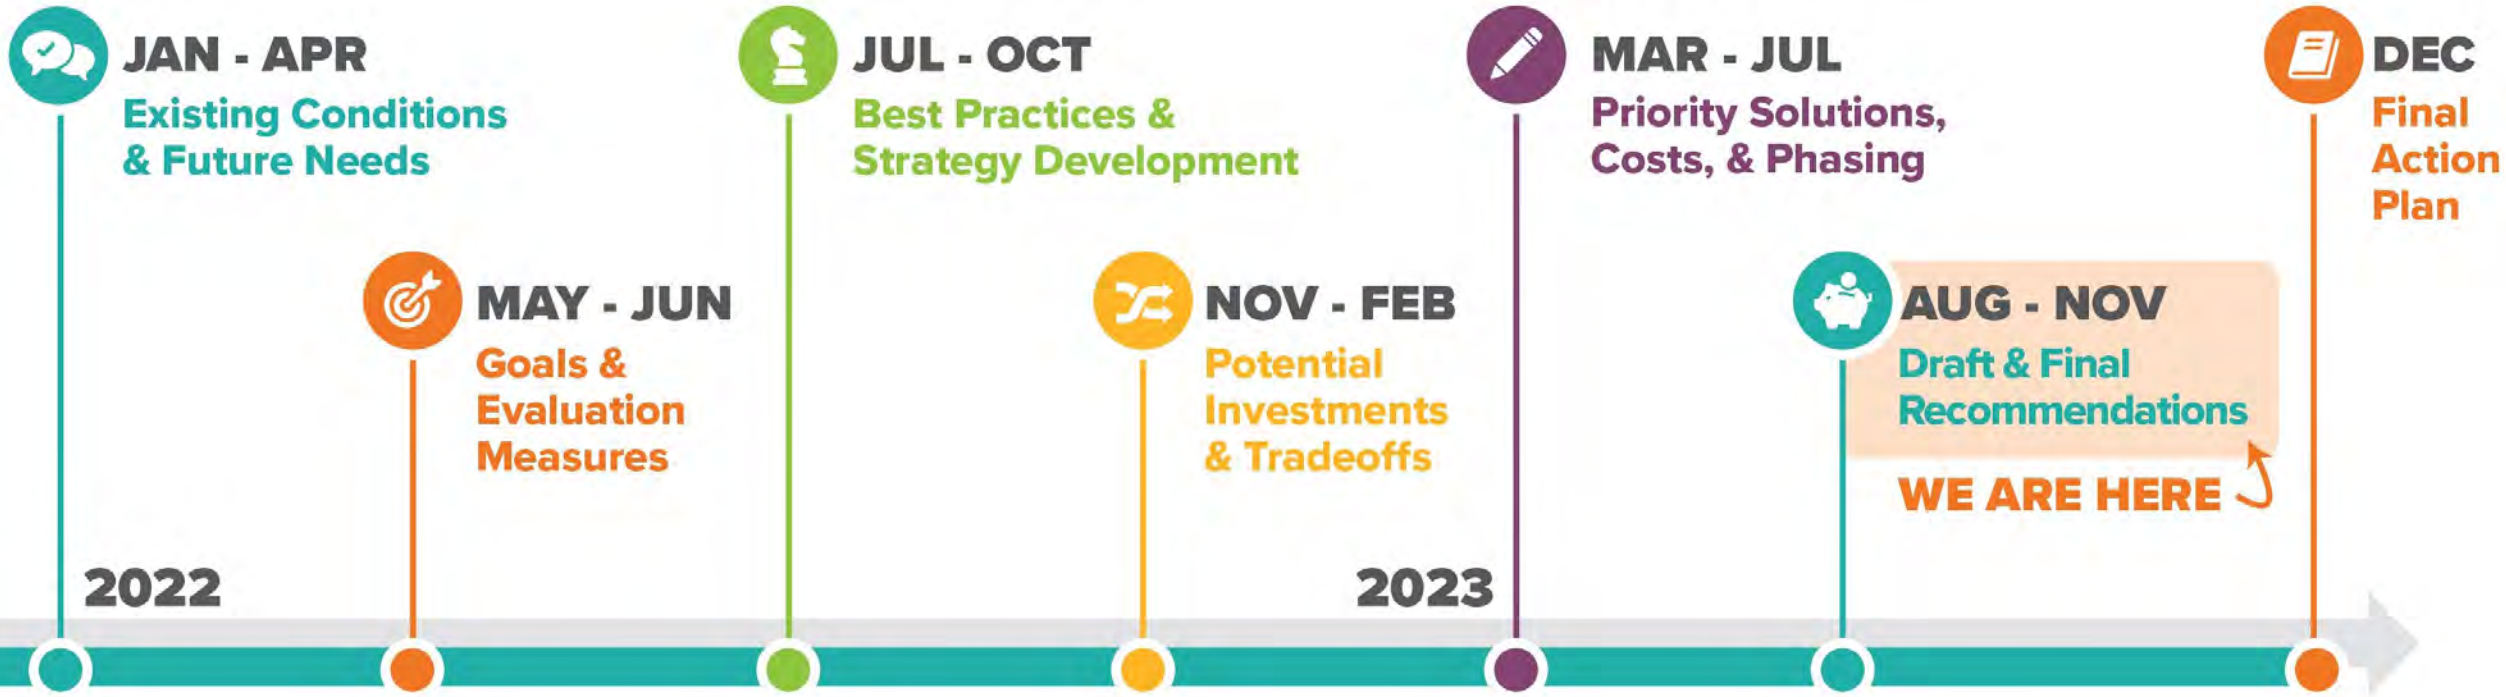 JAN - APR
Existing Conditions
& Future Needs
MAY - JUN
Goals &
Evaluation
Measures
JUL - OCT
Best Practices &
Strategy Development
NOV - FEB
Potential
Investments
& Tradeoffs
MAR - JUL
Priority Solutions,
Costs, & Phasing
AUG - NOV
Draft & Final
Recommendations
WE ARE HERE
DEC
Final
Action
Plan
2022
2023